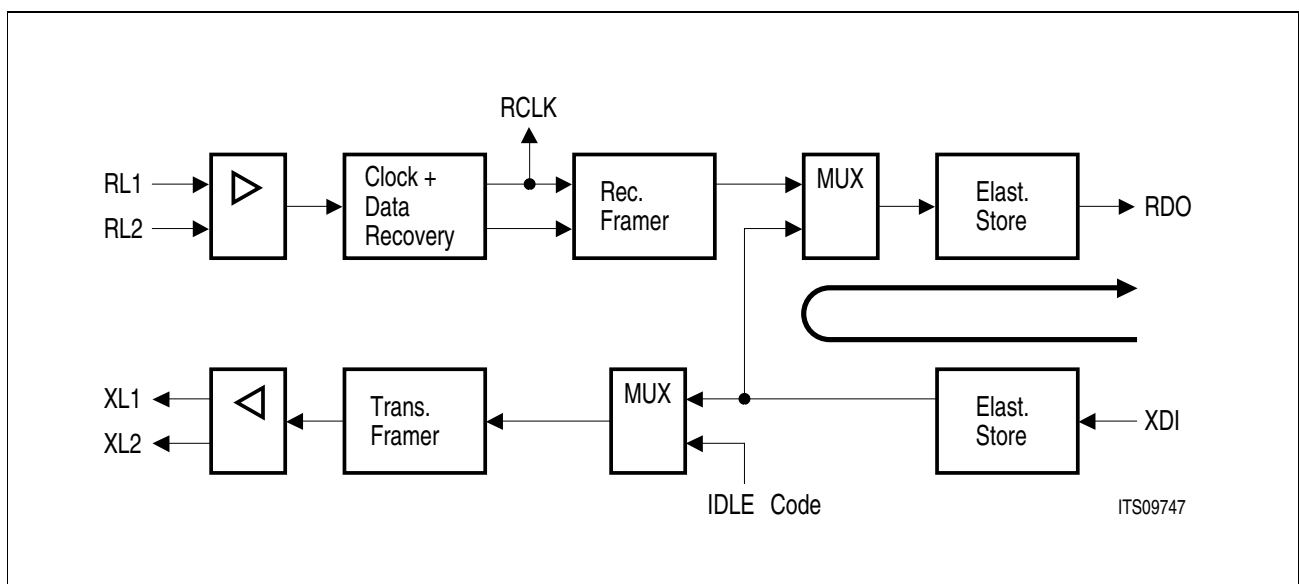 RCLK
RL1
RL2
Clock +
Data
Recovery
Rec.
Framer
MUX
Elast.
Store
RDO
XL1
XL2
Trans.
Framer
MUX
Elast.
Store
XDI
IDLE Code
ITS09747